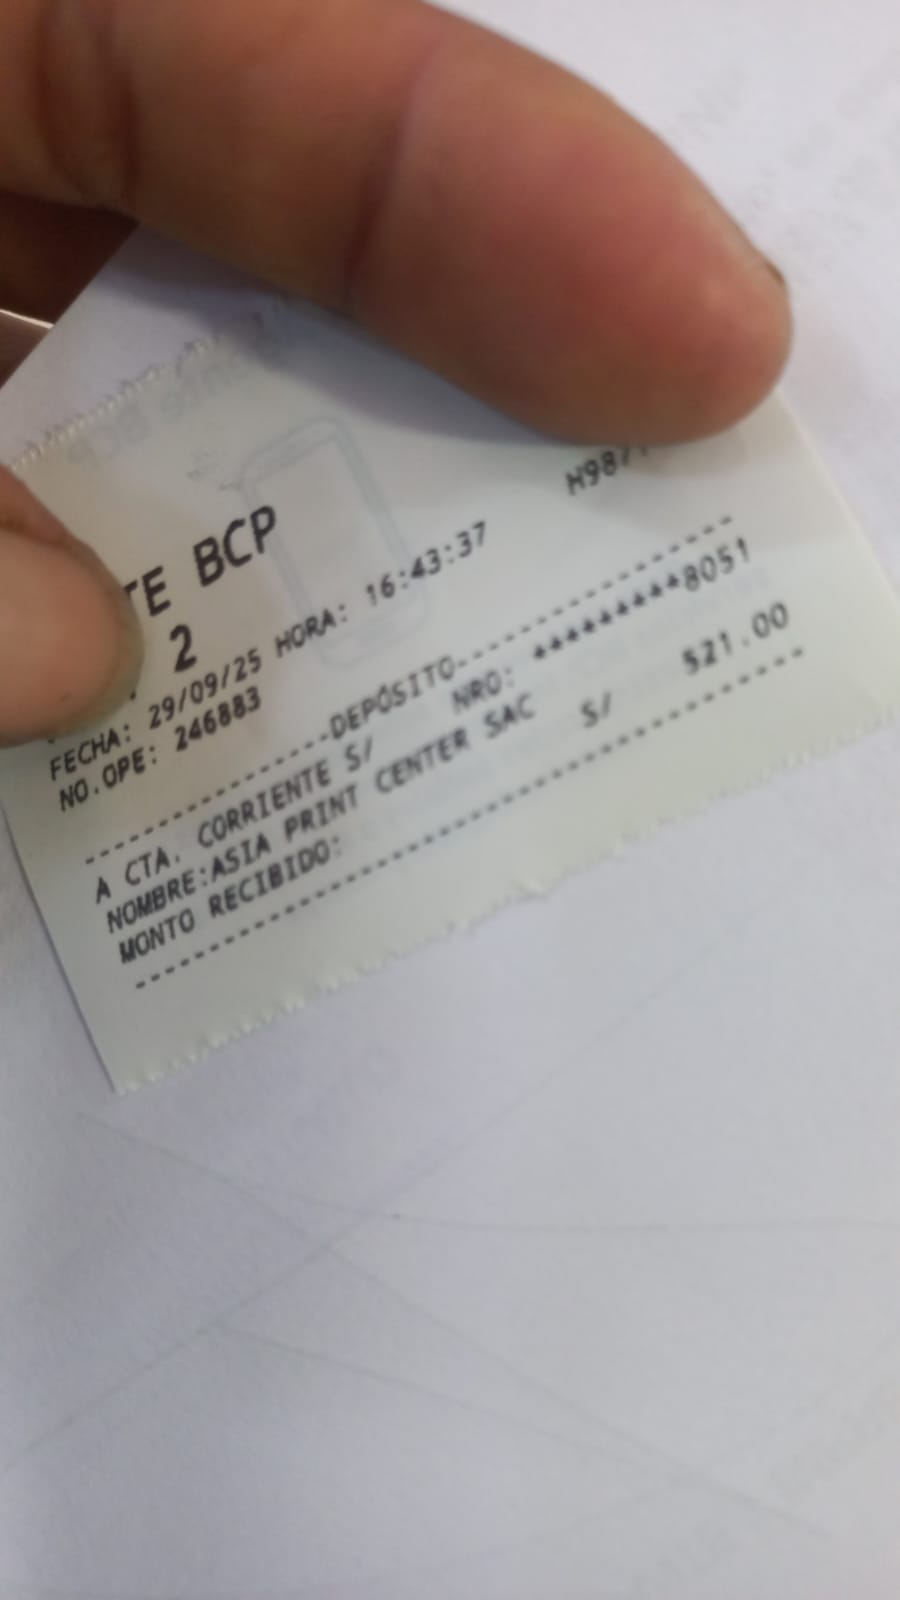 TE BCP
2
H98
FECHA: 29/09/25 HORA: 16:43:37
NO.OPE: 246883
--------------------DEPÓSITO--------------------
A CTA. CORRIENTE S/ NRO: *********8051
NOMBRE:ASIA PRINT CENTER SAC
MONTO RECIBIDO: S/ 521.00
------------------------------------------------